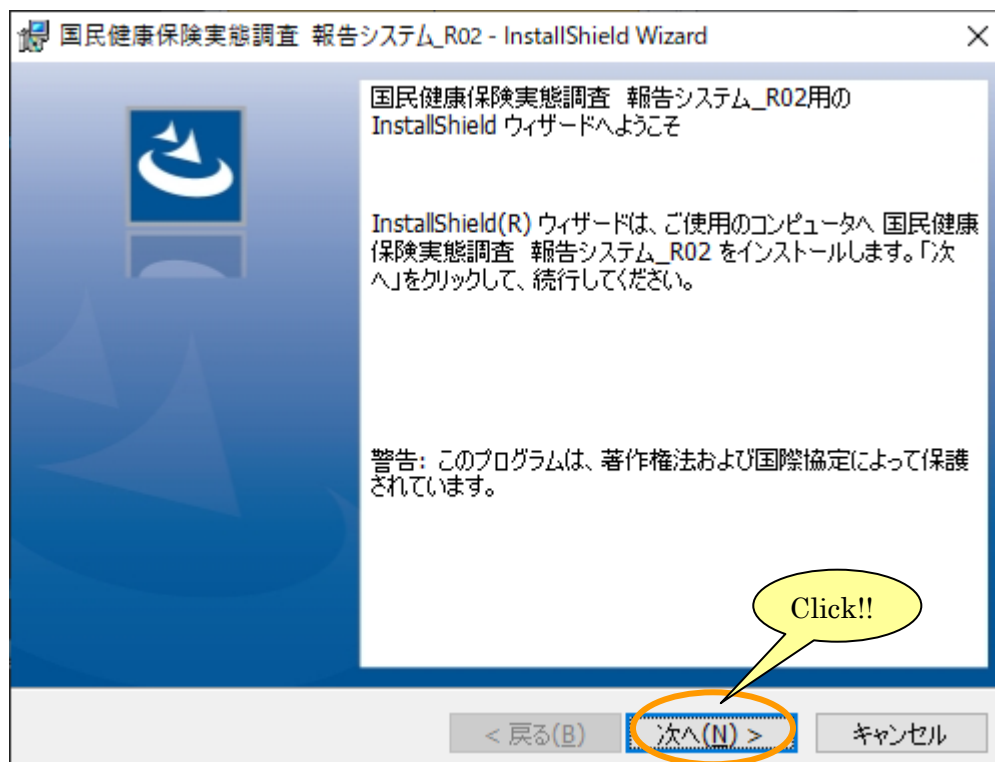 国民健康保険実態調査 報告システム_R02 - InstallShield Wizard
国民健康保険実態調査 報告システム_R02用の
InstallShield ウィザードへようこそ
InstallShield(R) ウィザードは、ご使用のコンピュータへ 国民健康
保険実態調査 報告システム_R02 をインストールします。「次
へ」をクリックして、続行してください。
警告: このプログラムは、著作権法および国際協定によって保護
されています。
Click!!
< 戻る(B)
次へ(N) >
キャンセル